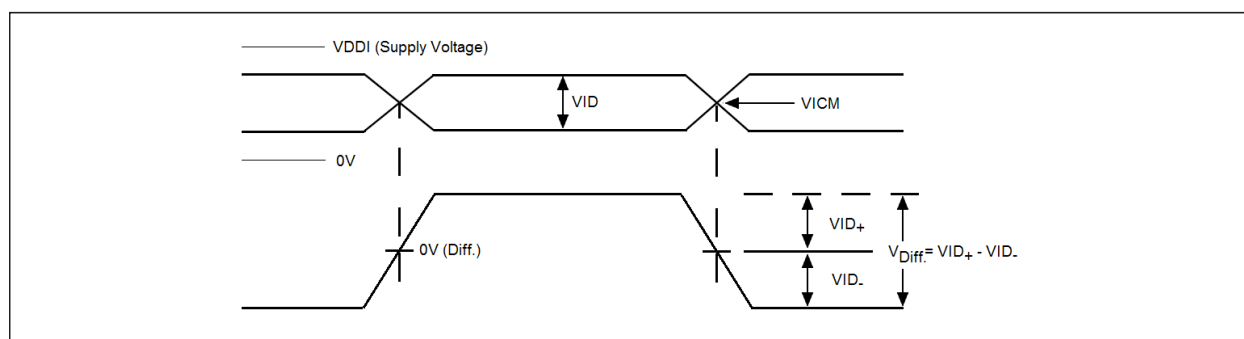 VDDI (Supply Voltage)
VID
VICM
0V
VID+
0V (Diff.)
VDiff.= VID+ - VID-
VID-